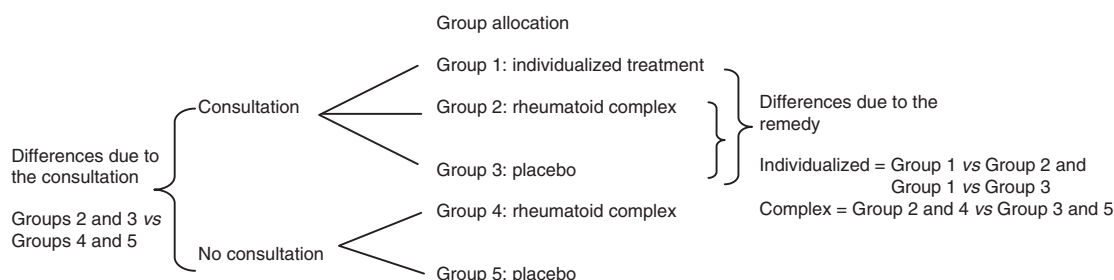 Group allocation
Group 1: individualized treatment
Consultation
Group 2: rheumatoid complex
Differences due to the
remedy
Differences due to
the consultation
Group 3: placebo
Individualized = Group 1 vs Group 2 and
Group 1 vs Group 3
Complex = Group 2 and 4 vs Group 3 and 5
Groups 2 and 3 vs
Groups 4 and 5
Group 4: rheumatoid complex
No consultation
Group 5: placebo